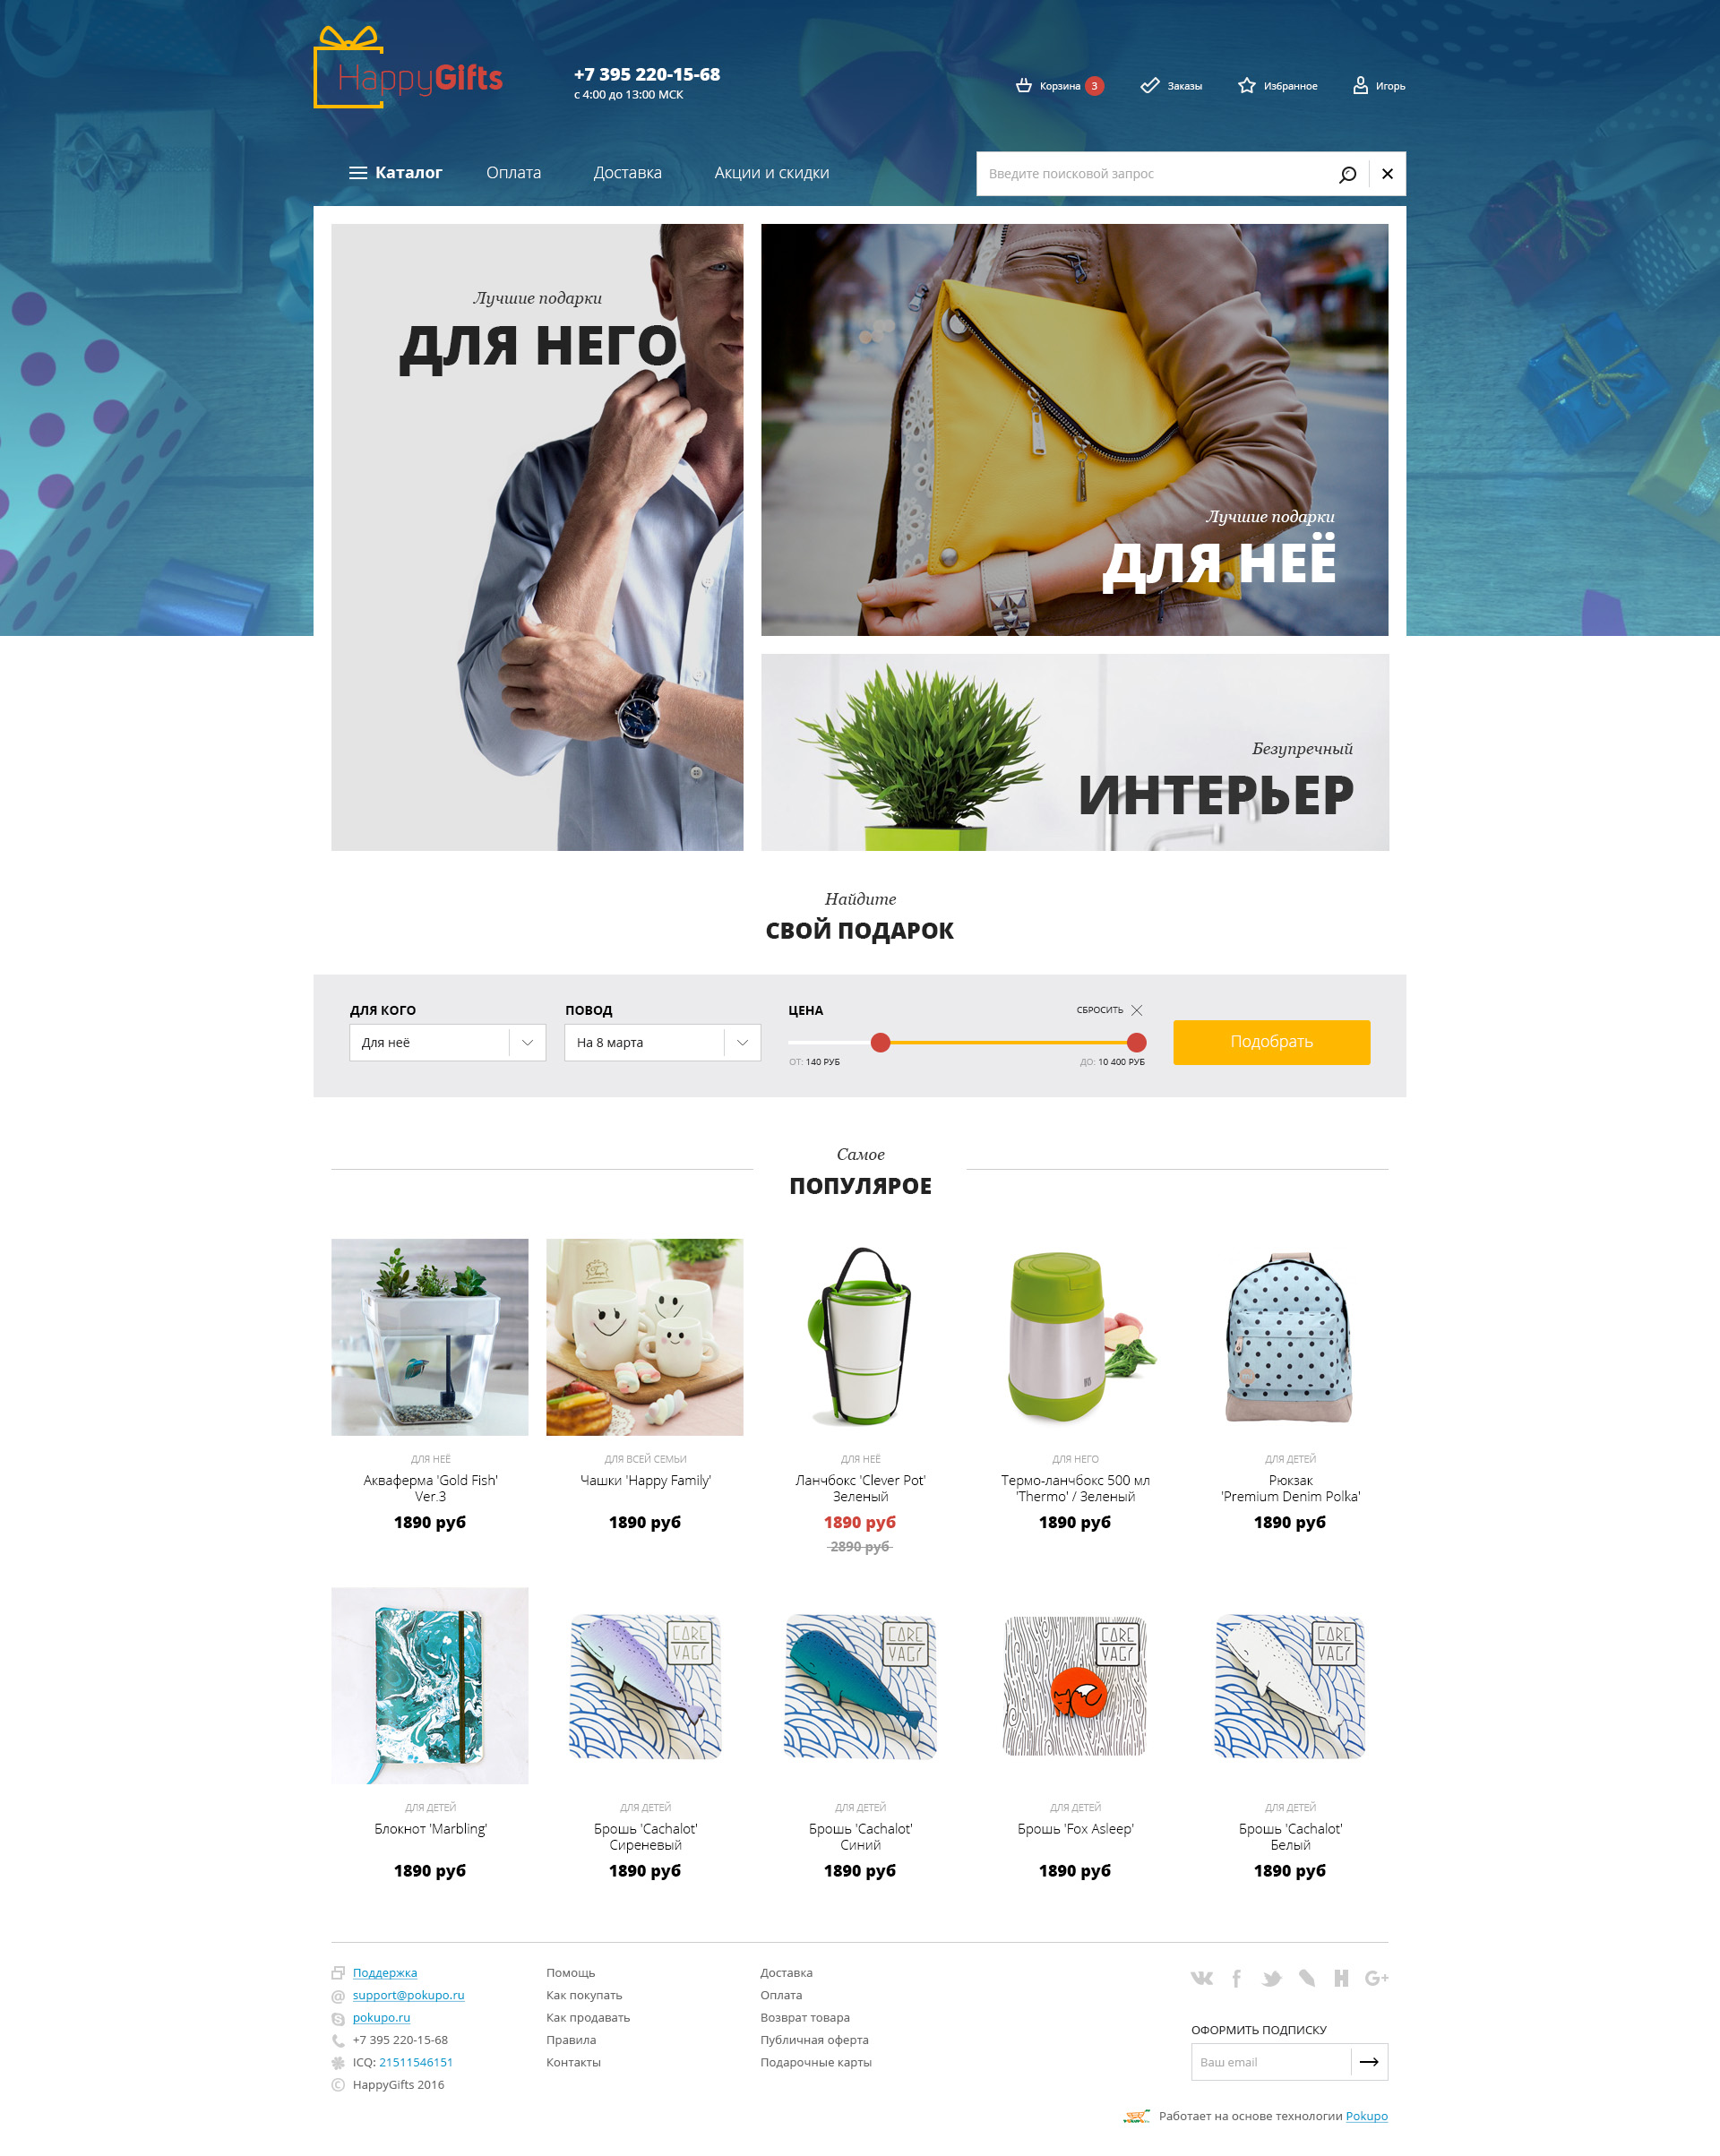 HappyGifts
+7 395 220-15-68
с 4:00 до 13:00 МСК
Корзина 3
Заказы
Избранное
Игорь
Каталог
Оплата
Доставка
Акции и скидки
Введите поисковой запрос
Лучшие подарки
ДЛЯ НЕГО
Лучшие подарки
ДЛЯ НЕЁ
Безупречный
ИНТЕРЬЕР
Найдите
СВОЙ ПОДАРОК
ДЛЯ КОГО
Для неё
ПОВОД
На 8 марта
ЦЕНА
СБРОСИТЬ
ОТ: 140 РУБ
ДО: 10 400 РУБ
Подобрать
Самое
ПОПУЛЯРОЕ
ДЛЯ НЕЁ
Акваферма 'Gold Fish'
Ver.3
1890 руб
ДЛЯ ВСЕЙ СЕМЬИ
Чашки 'Happy Family'
1890 руб
ДЛЯ НЕЁ
Ланчбокс 'Clever Pot'
Зеленый
1890 руб
2890 руб
ДЛЯ НЕГО
Термо-ланчбокс 500 мл
'Thermo' / Зеленый
1890 руб
ДЛЯ ДЕТЕЙ
Рюкзак
'Premium Denim Polka'
1890 руб
CARE
VAGY
CARE
VAGY
CARE
VAGY
CARE
VAGY
ДЛЯ ДЕТЕЙ
Блокнот 'Marbling'
1890 руб
ДЛЯ ДЕТЕЙ
Брошь 'Cachalot'
Сиреневый
1890 руб
ДЛЯ ДЕТЕЙ
Брошь 'Cachalot'
Синий
1890 руб
ДЛЯ ДЕТЕЙ
Брошь 'Fox Asleep'
1890 руб
ДЛЯ ДЕТЕЙ
Брошь 'Cachalot'
Белый
1890 руб
Поддержка
support@pokupo.ru
pokupo.ru
+7 395 220-15-68
ICQ: 21511546151
HappyGifts 2016
Помощь
Как покупать
Как продавать
Правила
Контакты
Доставка
Оплата
Возврат товара
Публичная оферта
Подарочные карты
ОФОРМИТЬ ПОДПИСКУ
Ваш email
Работает на основе технологии Pokupo